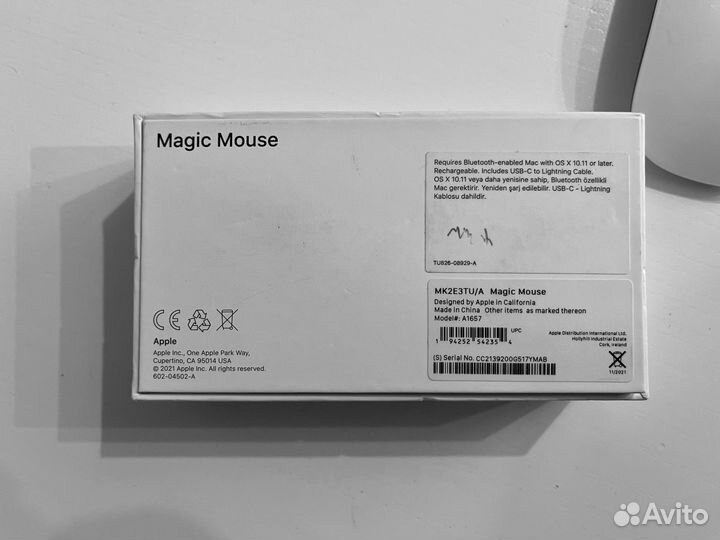 Magic Mouse
Requires Bluetooth-enabled Mac with OS X 10.11 or later.
Rechargeable. Includes USB-C to Lightning Cable.
OS X 10.11 veya daha yenisine sahip, Bluetooth özellikli
Mac gerektirir. Yeniden şarj edilebilir. USB-C - Lightning
Kablosu dahildir.
TU826-08929-A
MK2E3TU/A Magic Mouse
Designed by Apple in California
Made in China Other items as marked thereon
Model#: A1657
UPC
1 94252 54235 4
(S) Serial No. CC2139200G517YMAB
Apple Distribution International Ltd.
Hollyhill Industrial Estate
Cork, Ireland
11/2021
CE
Apple
Apple Inc., One Apple Park Way,
Cupertino, CA 95014 USA
© 2021 Apple Inc. All rights reserved.
602-04502-A
Avito